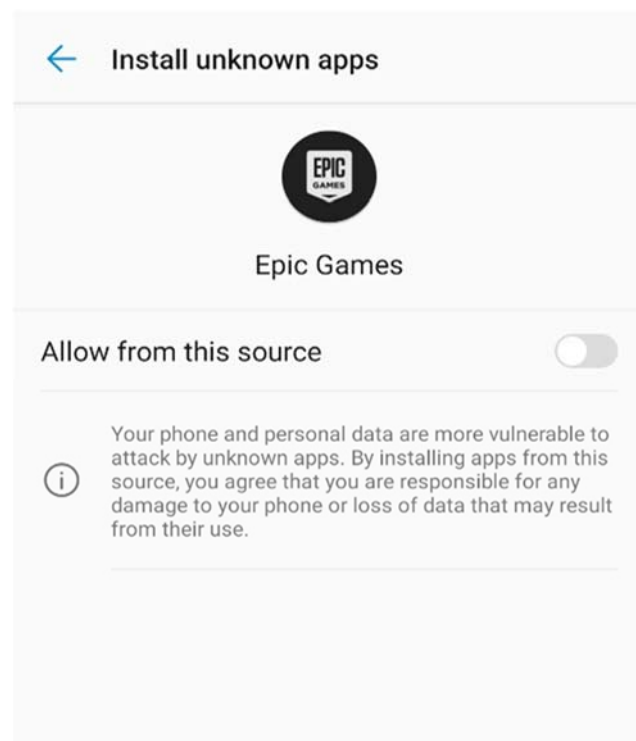 Install unknown apps
EPIC
GAMES
Epic Games
Allow from this source
Your phone and personal data are more vulnerable to
attack by unknown apps. By installing apps from this
source, you agree that you are responsible for any
damage to your phone or loss of data that may result
from their use.